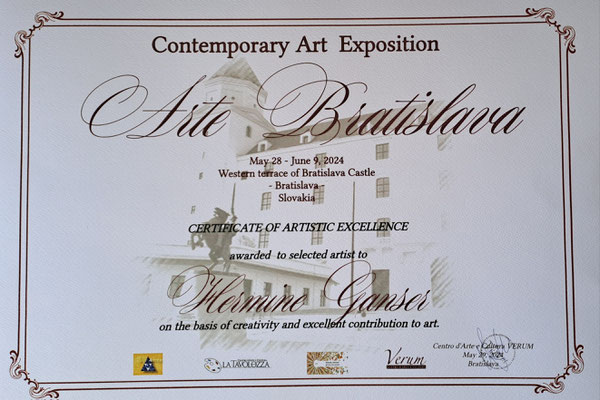 Contemporary Art Exposition
Arte Bratislava
May 28 - June 9, 2024
Western terrace of Bratislava Castle
- Bratislava -
Slovakia
CERTIFICATE OF ARTISTIC EXCELLENCE
awarded to selected artist to
Hermine Ganser
on the basis of creativity and excellent contribution to art.
LA TAVOLOZZA
Verum
Centro d'Arte e Cultura VERUM
May 29, 2024
Bratislava